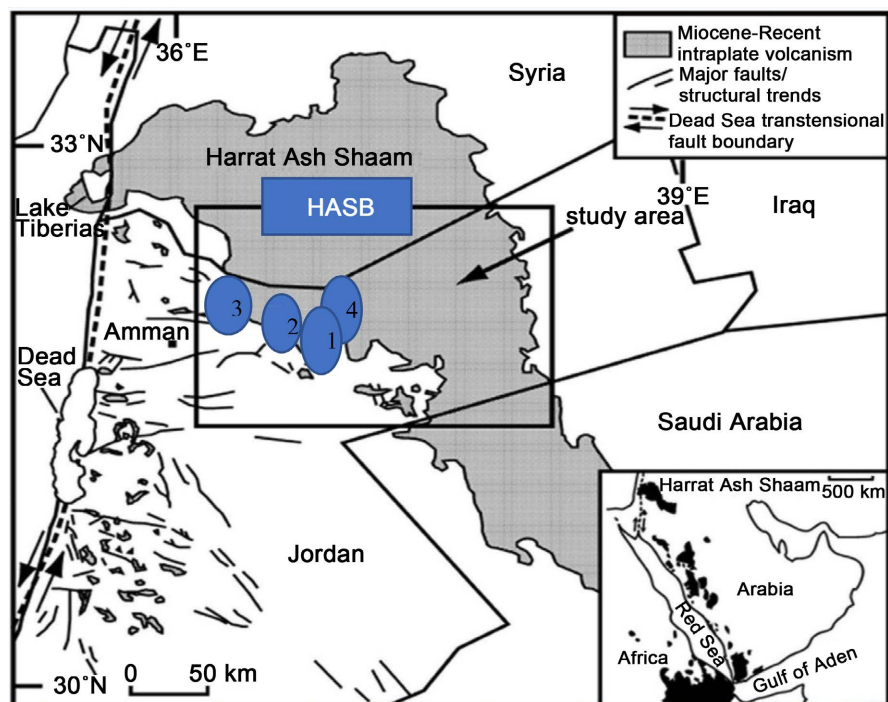 36°E
Syria
Miocene-Recent
intraplate volcanism
Major faults/
structural trends
Dead Sea transtensional
fault boundary
33°N
Harrat Ash Shaam
39°E
Iraq
Lake
Tiberias
HASB
study area
3
2
4
1
Amman
Dead
Sea
Saudi Arabia
Jordan
Harrat Ash Shaam
500 km
Arabia
Red Sea
Africa
Gulf of Aden
0 50 km
30°N